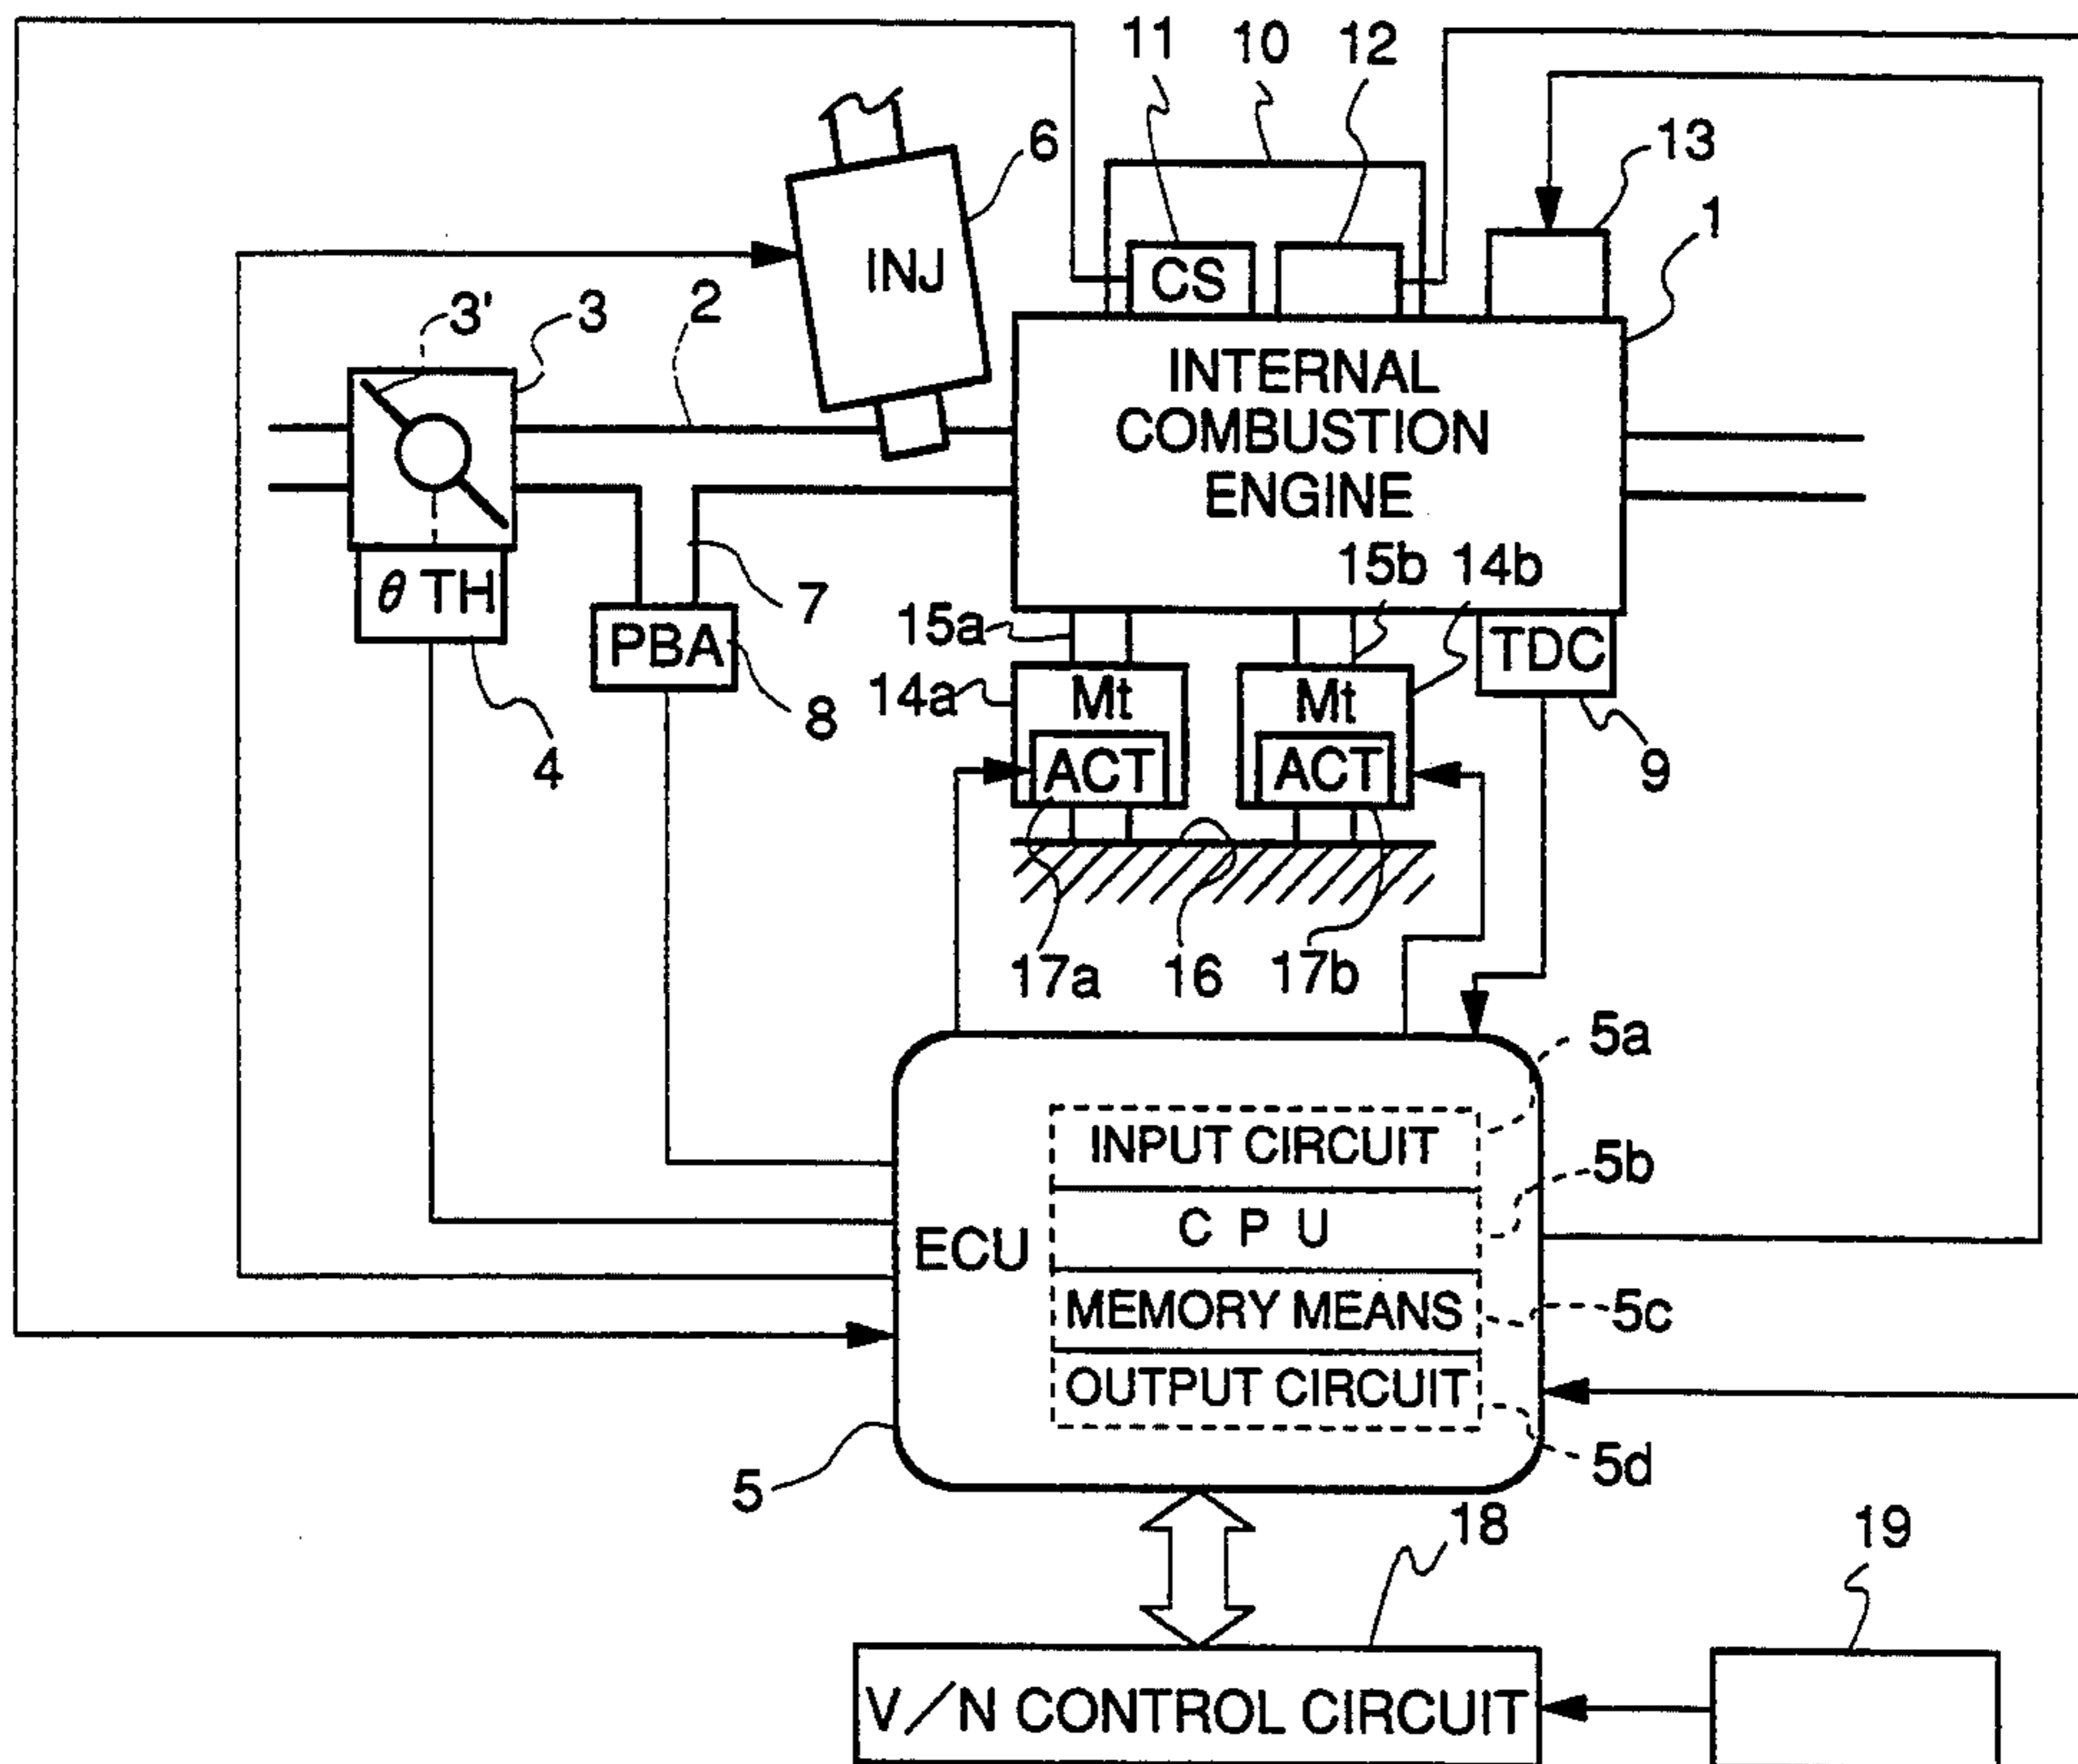 11
10
12
6
13
1
INJ
CS
3'
3
2
INTERNAL
COMBUSTION
ENGINE
15b
14b
θ TH
7
15a
PBA
TDC
14a
Mt
Mt
8
4
ACT
ACT
9
17a
16
17b
5a
INPUT CIRCUIT
5b
C P U
ECU
MEMORY MEANS
5c
OUTPUT CIRCUIT
5d
5
18
19
V/N CONTROL CIRCUIT